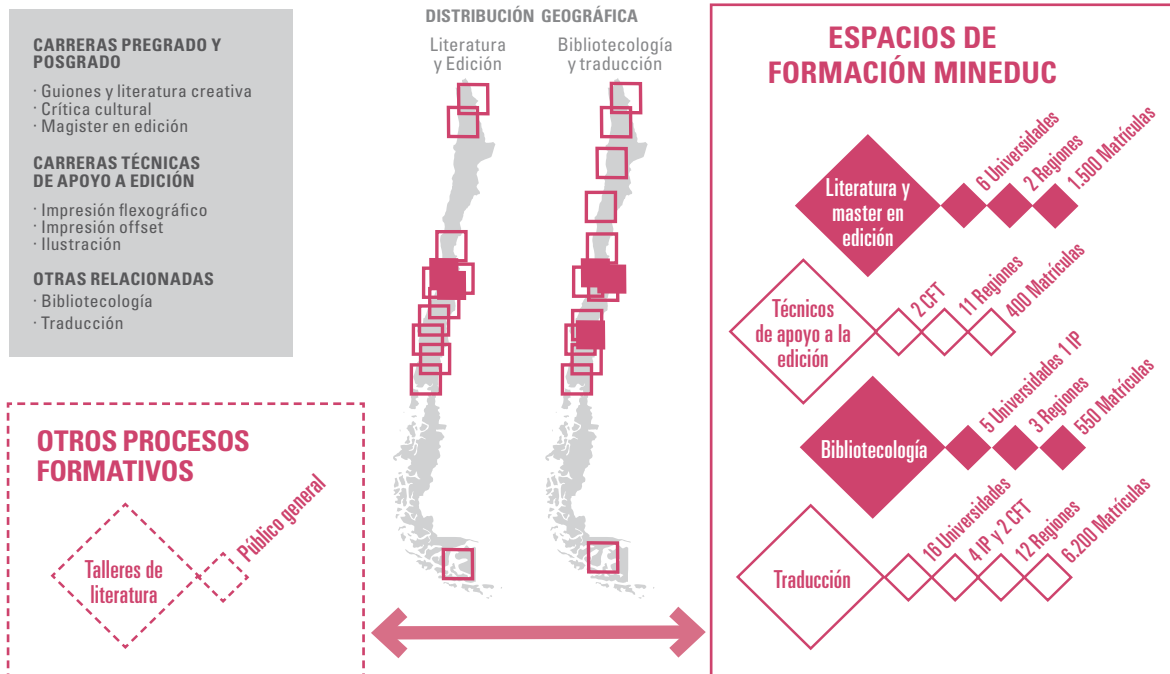 CARRERAS PREGRADO Y
POSGRADO
· Guiones y literatura creativa
· Crítica cultural
· Magister en edición
CARRERAS TÉCNICAS
DE APOYO A EDICIÓN
· Impresión flexográfico
· Impresión offset
· Ilustración
OTRAS RELACIONADAS
· Bibliotecología
· Traducción
OTROS PROCESOS
FORMATIVOS
Talleres de
literatura
Público general
DISTRIBUCIÓN GEOGRÁFICA
Literatura
y Edición
Bibliotecología
y traducción
ESPACIOS DE
FORMACIÓN MINEDUC
Literatura y
master en
edición
6 Universidades
2 Regiones
1.500 Matrículas
Técnicos
de apoyo a la
edición
2 CFT
11 Regiones
400 Matrículas
Bibliotecología
5 Universidades 1 IP
3 Regiones
550 Matrículas
Traducción
16 Universidades
4 IP y 2 CFT
12 Regiones
6.200 Matrículas